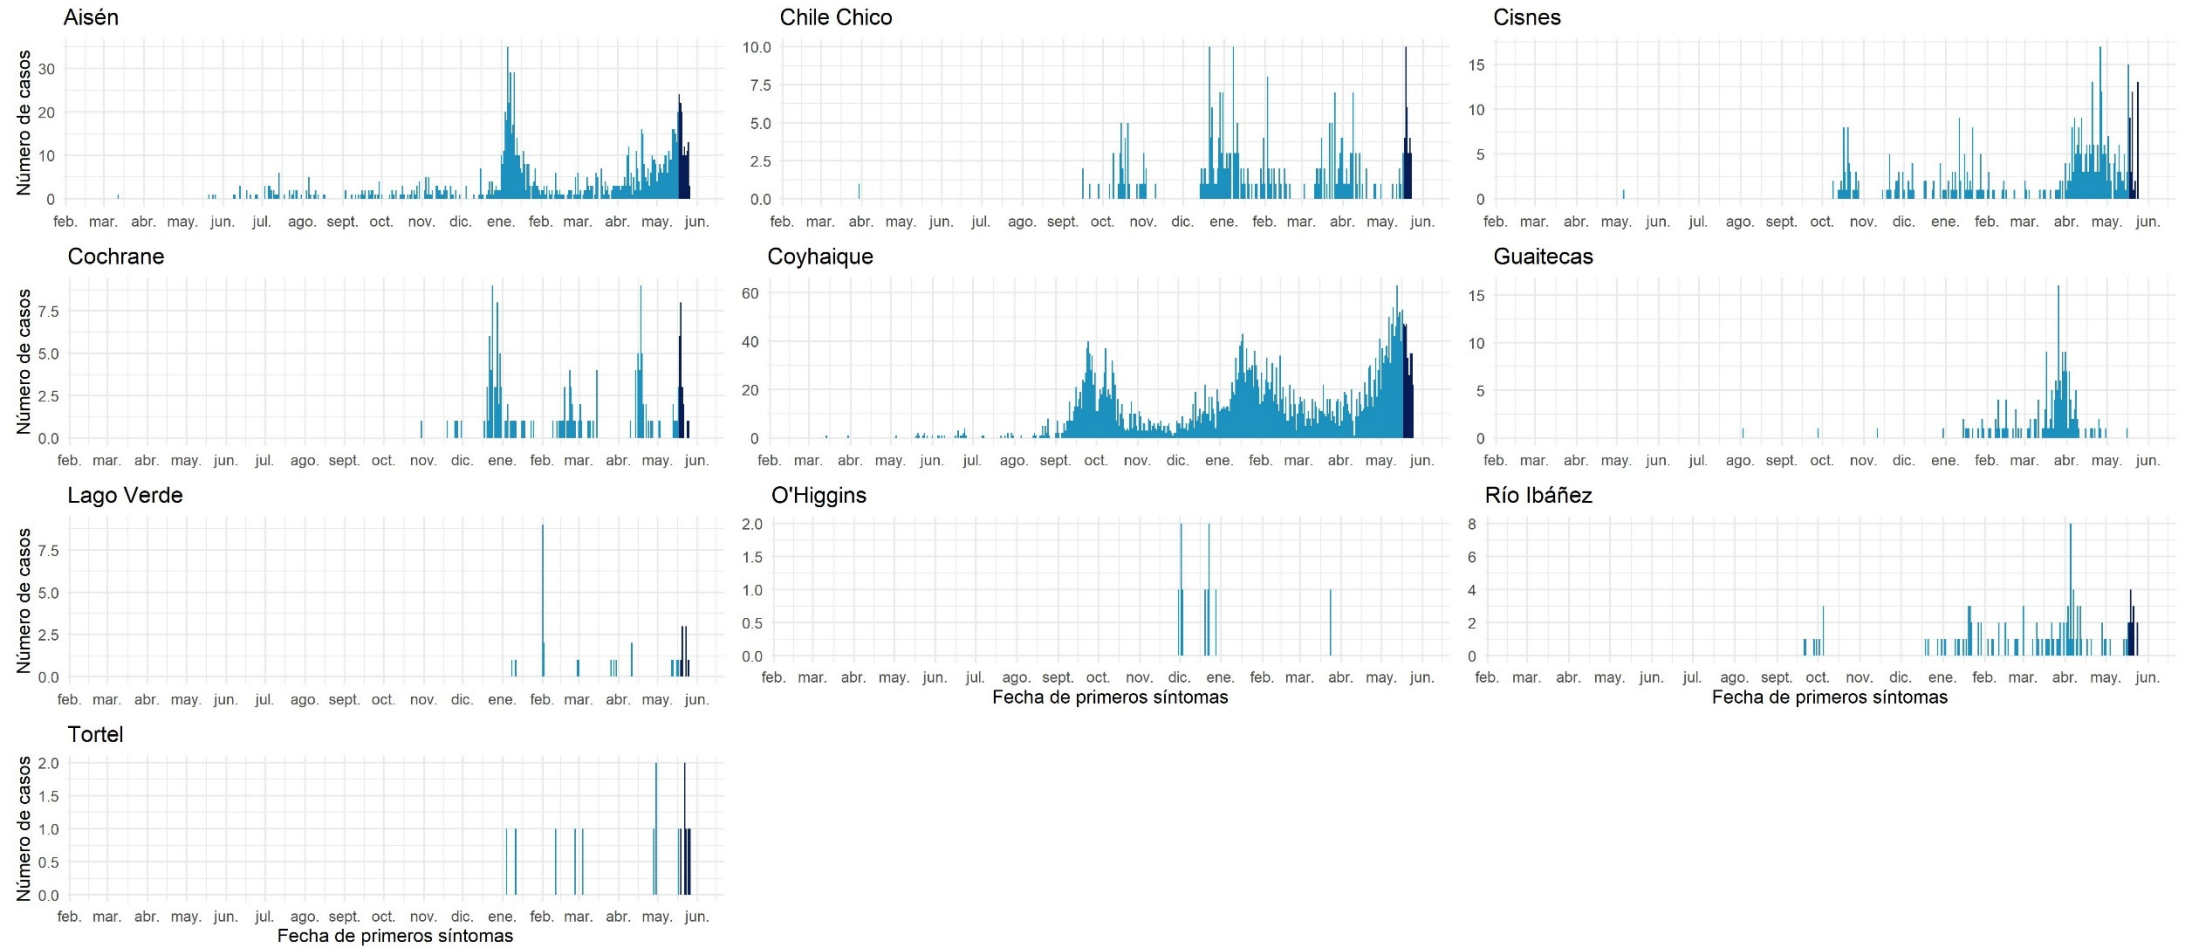 Aisén
Chile Chico
Cisnes
Número de casos
30
20
10
0
feb. mar. abr. may. jun. jul. ago. sept. oct. nov. dic. ene. feb. mar. abr. may. jun.
10.0
7.5
5.0
2.5
0.0
feb. mar. abr. may. jun. jul. ago. sept. oct. nov. dic. ene. feb. mar. abr. may. jun.
15
10
5
0
feb. mar. abr. may. jun. jul. ago. sept. oct. nov. dic. ene. feb. mar. abr. may. jun.
Cochrane
Coyhaique
Guaitecas
Número de casos
7.5
5.0
2.5
0.0
feb. mar. abr. may. jun. jul. ago. sept. oct. nov. dic. ene. feb. mar. abr. may. jun.
60
40
20
0
feb. mar. abr. may. jun. jul. ago. sept. oct. nov. dic. ene. feb. mar. abr. may. jun.
15
10
5
0
feb. mar. abr. may. jun. jul. ago. sept. oct. nov. dic. ene. feb. mar. abr. may. jun.
Lago Verde
O'Higgins
Río Ibáñez
Número de casos
7.5
5.0
2.5
0.0
feb. mar. abr. may. jun. jul. ago. sept. oct. nov. dic. ene. feb. mar. abr. may. jun.
2.0
1.5
1.0
0.5
0.0
feb. mar. abr. may. jun. jul. ago. sept. oct. nov. dic. ene. feb. mar. abr. may. jun.
Fecha de primeros síntomas
8
6
4
2
0
feb. mar. abr. may. jun. jul. ago. sept. oct. nov. dic. ene. feb. mar. abr. may. jun.
Fecha de primeros síntomas
Tortel
Número de casos
2.0
1.5
1.0
0.5
0.0
feb. mar. abr. may. jun. jul. ago. sept. oct. nov. dic. ene. feb. mar. abr. may. jun.
Fecha de primeros síntomas